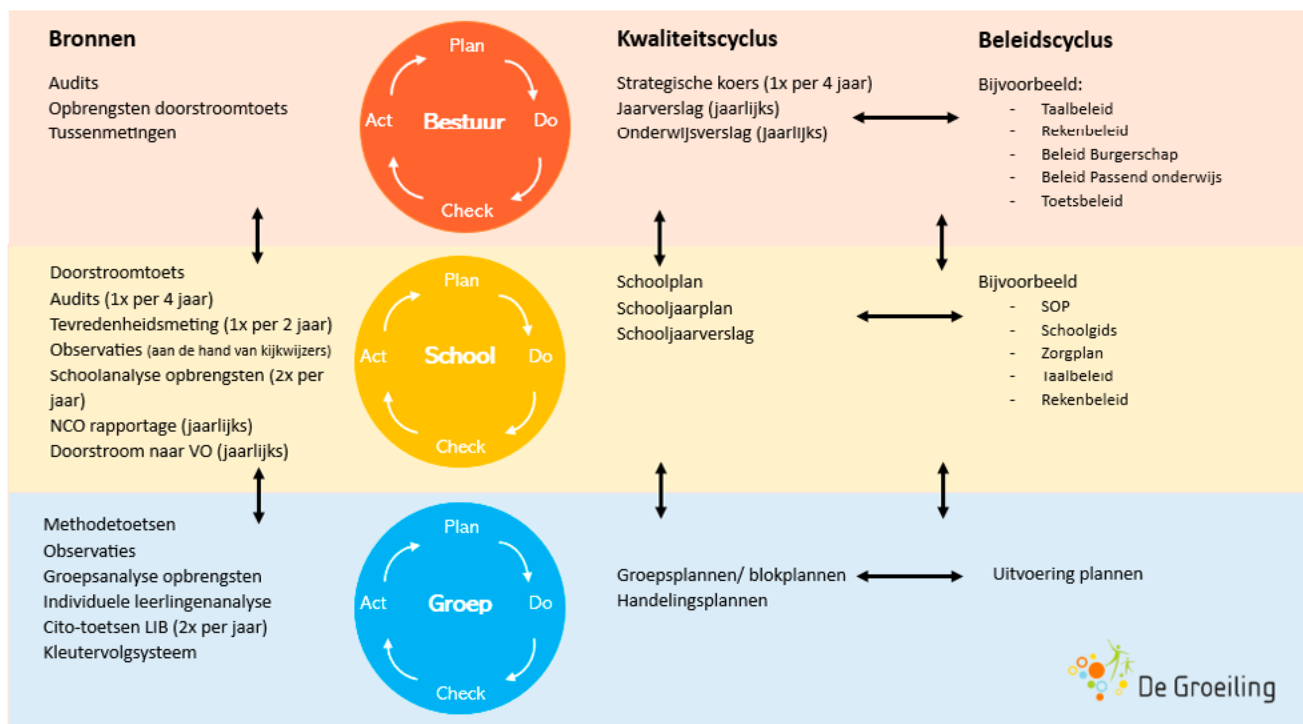 Bronnen
Audits
Opbrengsten doorstroomtoets
Tussenmetingen
Plan
Act
Bestuur
Do
Check
Kwaliteitscyclus
Strategische koers (1x per 4 jaar)
Jaarverslag (jaarlijks)
Onderwijsverslag (jaarlijks)
Beleidscyclus
Bijvoorbeeld:
- Taalbeleid
- Rekenbeleid
- Beleid Burgerschap
- Beleid Passend onderwijs
- Toetsbeleid
Doorstroomtoets
Audits (1x per 4 jaar)
Tevredenheidsmeting (1x per 2 jaar)
Observaties (aan de hand van kijkwijzers)
Schoolanalyse opbrengsten (2x per
jaar)
NCO rapportage (jaarlijks)
Doorstroom naar VO (jaarlijks)
Plan
Act
School
Do
Check
Schoolplan
Schooljaarplan
Schooljaarverslag
Bijvoorbeeld
- SOP
- Schoolgids
- Zorgplan
- Taalbeleid
- Rekenbeleid
Methodetoetsen
Observaties
Groepsanalyse opbrengsten
Individuele leerlingenanalyse
Cito-toetsen LIB (2x per jaar)
Kleutervolgsysteem
Plan
Act
Groep
Do
Check
Groepsplannen/ blokplannen
Handelingsplannen
Uitvoering plannen
De Groeiling